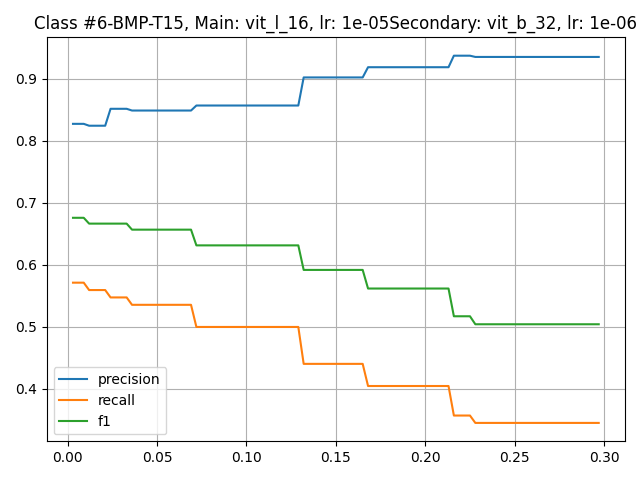 Class #6-BMP-T15, Main: vit_l_16, lr: 1e-05Secondary: vit_b_32, lr: 1e-06
0.9
0.8
0.7
0.6
0.5
0.4
precision
recall
f1
0.00 0.05 0.10 0.15 0.20 0.25 0.30